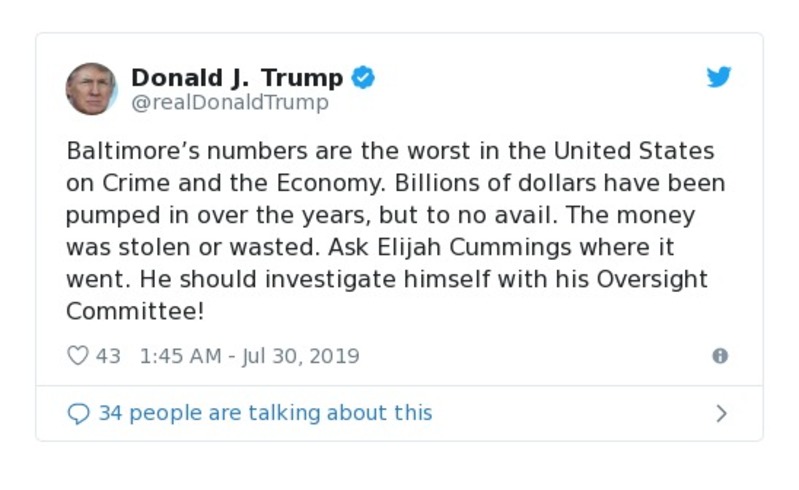 Donald J. Trump
@realDonaldTrump
Baltimore’s numbers are the worst in the United States
on Crime and the Economy. Billions of dollars have been
pumped in over the years, but to no avail. The money
was stolen or wasted. Ask Elijah Cummings where it
went. He should investigate himself with his Oversight
Committee!
43 1:45 AM - Jul 30, 2019
34 people are talking about this